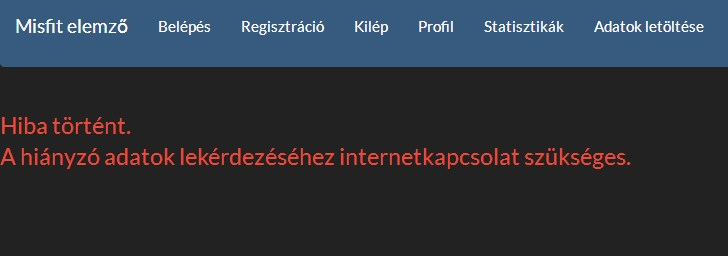 Misfit elemző Belépés Regisztráció Kilép Profil Statisztikák Adatok letöltése
Hiba történt.
A hiányzó adatok lekérdezéséhez internetkapcsolat szükséges.